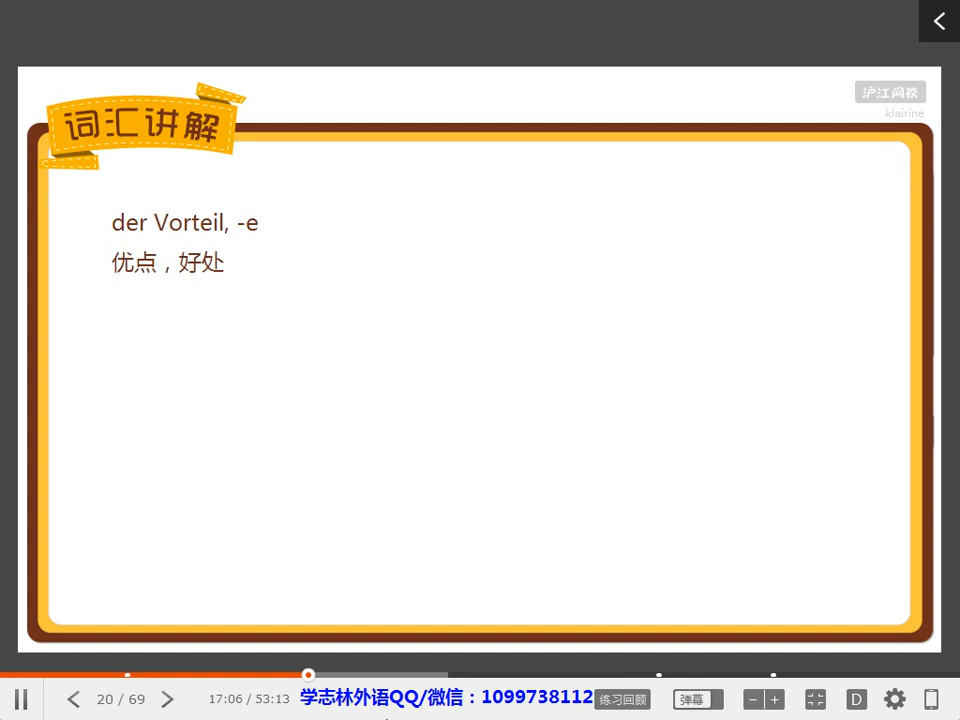 词汇讲解
沪江网校
klairine
der Vorteil, -e
优点，好处
20 / 69
17:06 / 53:13
学志林外语QQ/微信：1099738112
练习回顾
弹幕
D